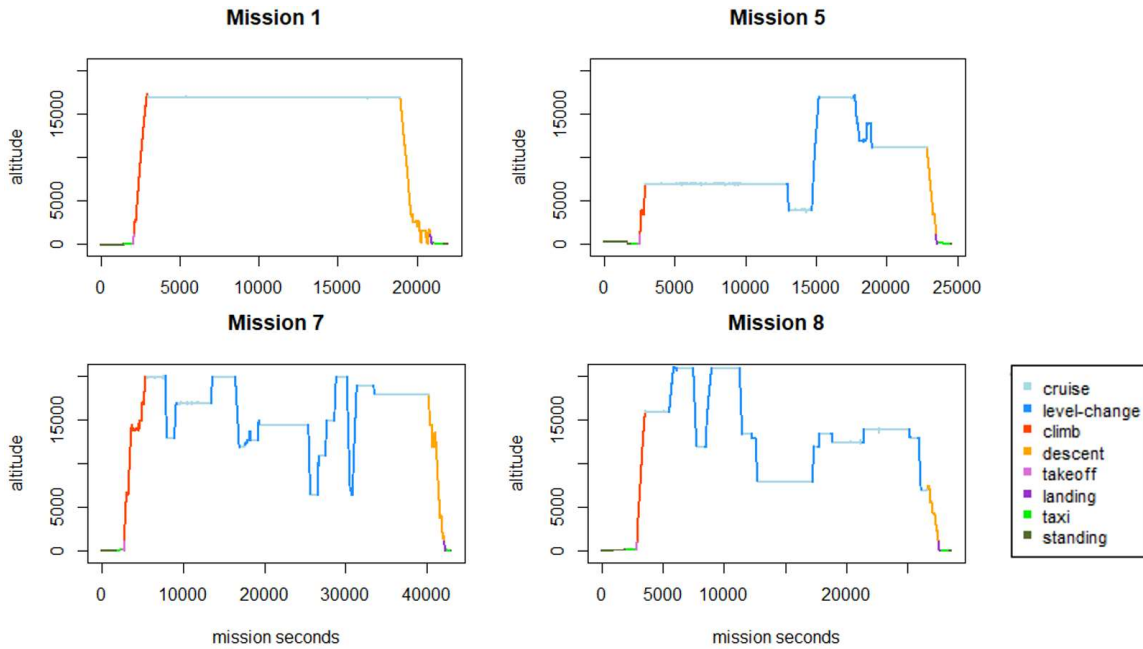 Mission 1
altitude
0 5000 15000
0 5000 10000 15000 20000
Mission 5
altitude
0 5000 15000
0 5000 10000 15000 20000 25000
Mission 7
altitude
0 5000 15000
0 10000 20000 30000 40000
mission seconds
Mission 8
altitude
0 5000 15000
0 5000 10000 20000
mission seconds
cruise
level-change
climb
descent
takeoff
landing
taxi
standing